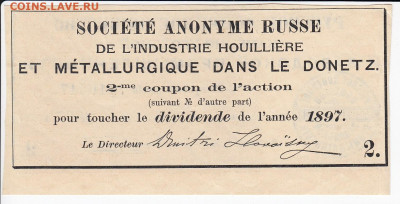 COINS.LAVE.RU
SOCIÉTÉ ANONYME RUSSE
DE L'INDUSTRIE HOUILLIÈRE
ET MÉTALLURGIQUE DANS LE DONETZ.
2-me coupon de l'action
(suivant № d'autre part)
pour toucher le dividende de l'année 1897.
Le Directeur Dmitri
2.